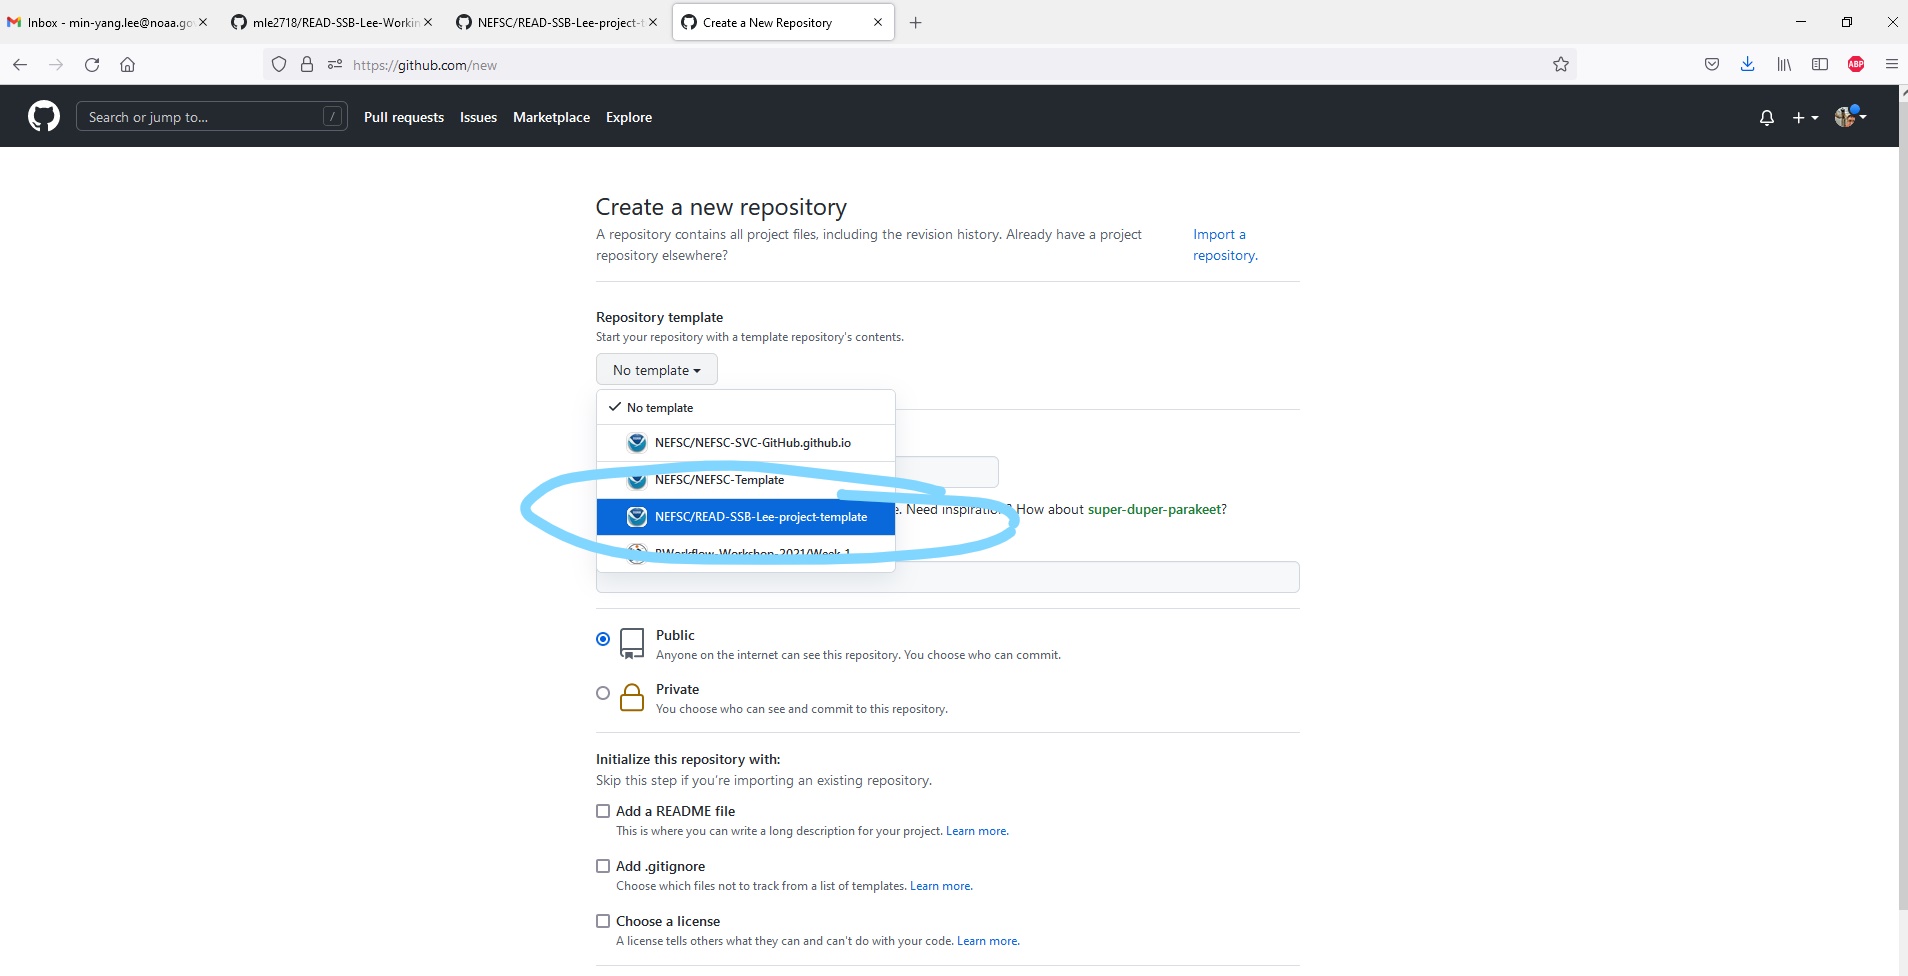 Inbox - min-yang.lee@noaa.go
mle2718/READ-SSB-Lee-Workin
NEFSC/READ-SSB-Lee-project-t
Create a New Repository
https://github.com/new
ABP
Search or jump to...
/
Pull requests
Issues
Marketplace
Explore
Create a new repository
A repository contains all project files, including the revision history. Already have a project
repository elsewhere?
Import a
repository.
Repository template
Start your repository with a template repository's contents.
No template
No template
NEFSC/NEFSC-SVC-GitHub.github.io
NEFSC/NEFSC-Template
NEFSC/READ-SSB-Lee-project-template
RWorkflow-Workshop-2021/Week-1
e. Need inspiration? How about super-duper-parakeet?
Public
Anyone on the internet can see this repository. You choose who can commit.
Private
You choose who can see and commit to this repository.
Initialize this repository with:
Skip this step if you're importing an existing repository.
Add a README file
This is where you can write a long description for your project. Learn more.
Add .gitignore
Choose which files not to track from a list of templates. Learn more.
Choose a license
A license tells others what they can and can't do with your code. Learn more.